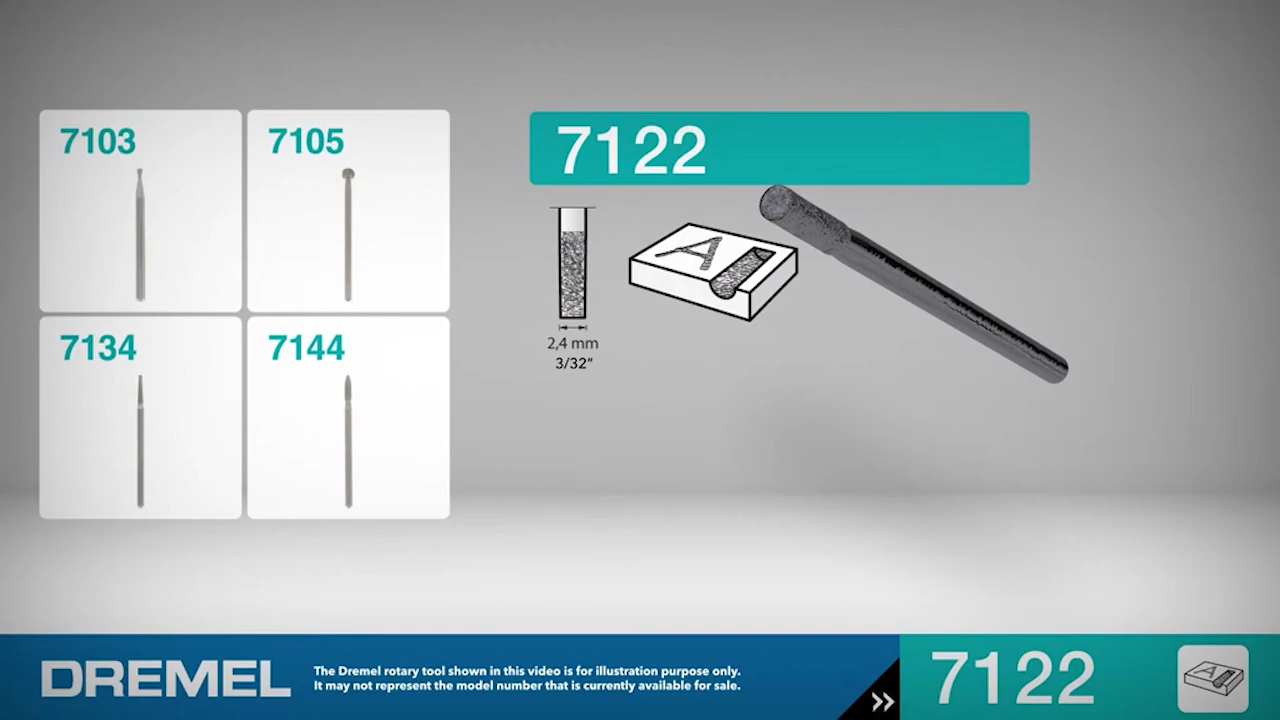 7103
7105
7134
7144
7122
A
2,4 mm
3/32”
DREMEL
The Dremel rotary tool shown in this video is for illustration purpose only.
It may not represent the model number that is currently available for sale.
7122